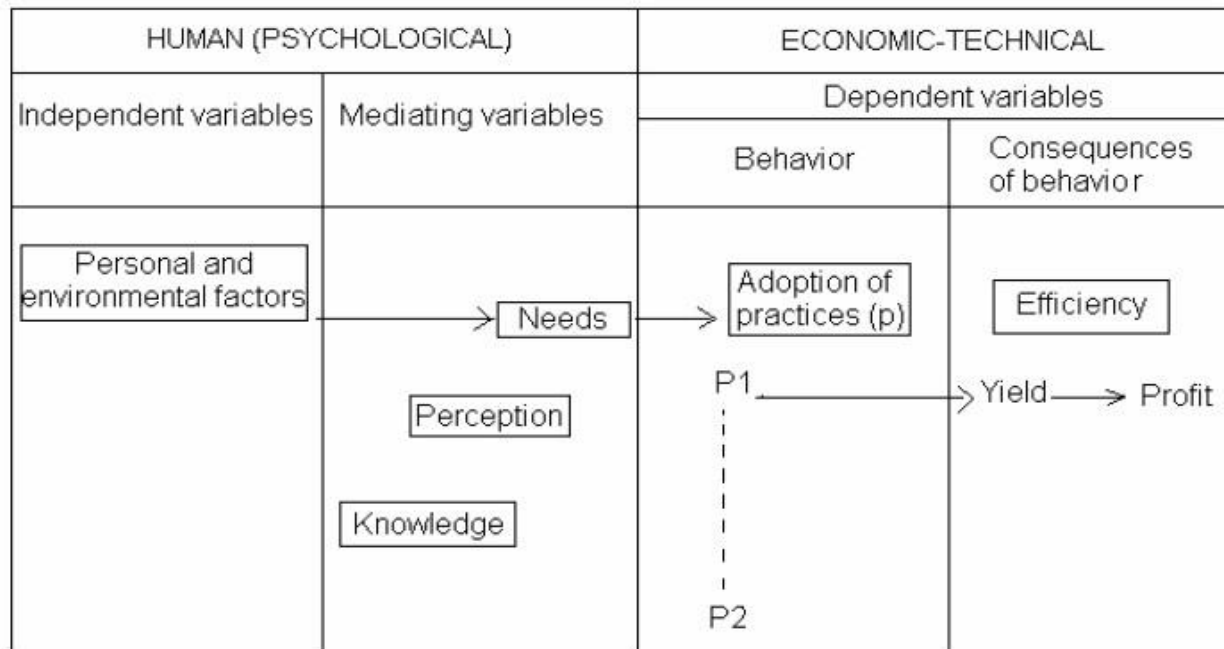 HUMAN (PSYCHOLOGICAL)
ECONOMIC-TECHNICAL
Independent variables
Mediating variables
Dependent variables
Behavior
Consequences
of behavior
Personal and
environmental factors
Needs
Perception
Knowledge
Adoption of
practices (p)
P1
P2
Efficiency
Yield
Profit